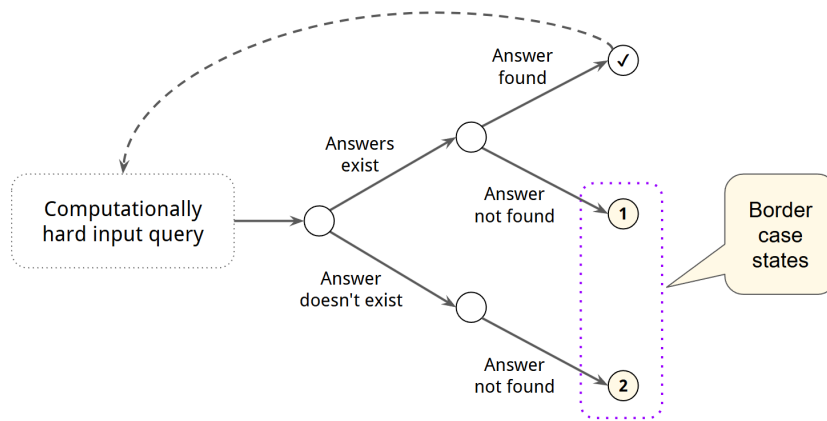 Answer
found
✓
Answers
exist
Computationally
hard input query
Answer
not found
1
Border
case
states
Answer
doesn't exist
Answer
not found
2